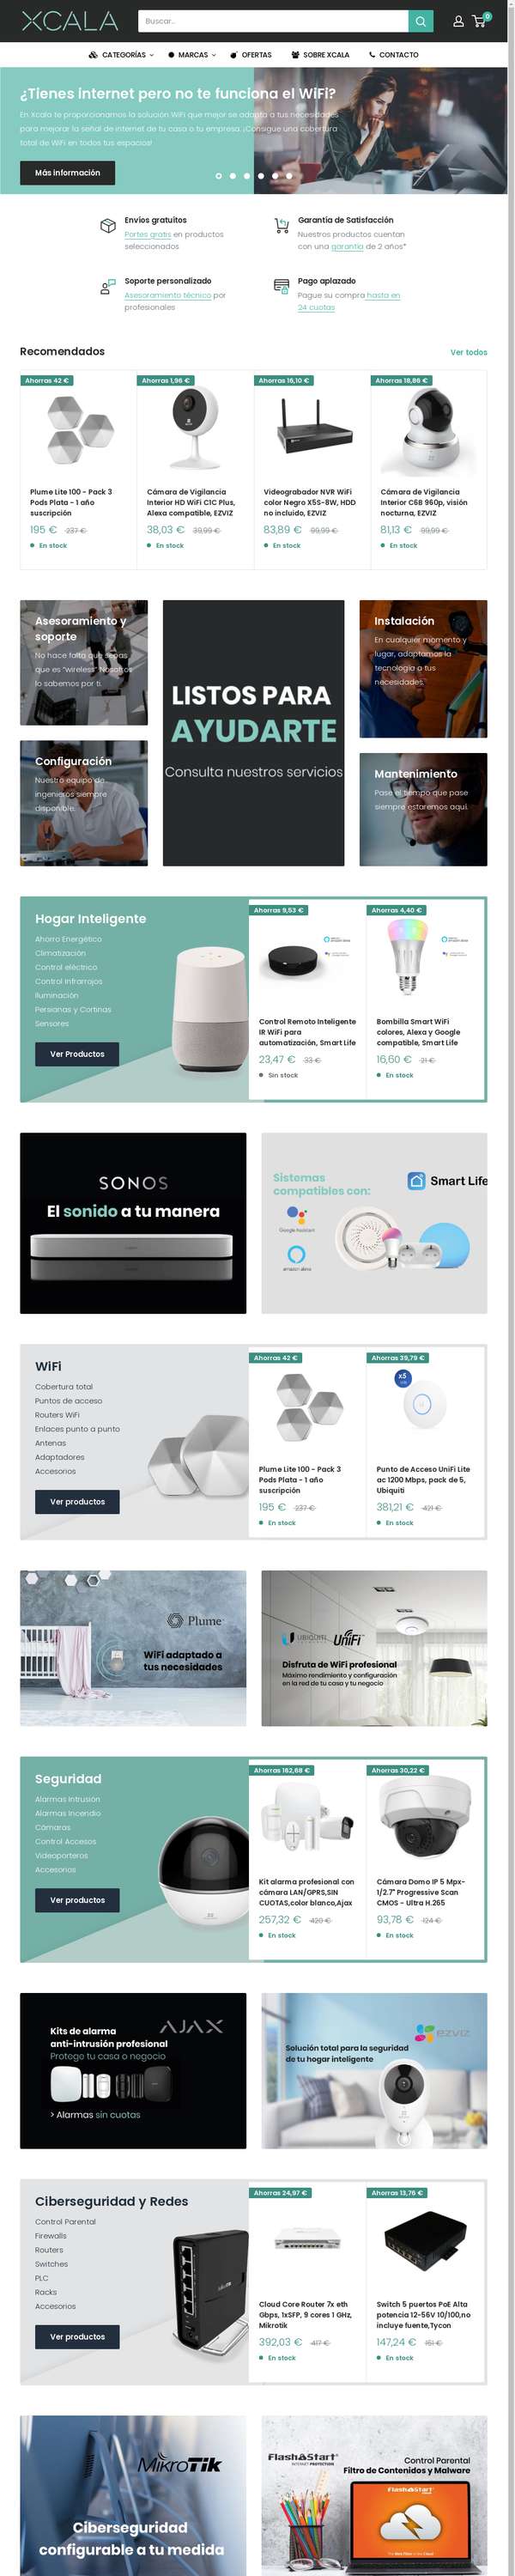 XCALA
Buscar...
0
CATEGORÍAS
MARCAS
OFERTAS
SOBRE XCALA
CONTACTO
¿Tienes internet pero no te funciona el WiFi?
En Xcala te proporcionamos la solución WiFi que mejor se adapta a tus necesidades
para mejorar la señal de internet de tu casa o tu empresa. ¡Consigue una cobertura
total de WiFi en todos tus espacios!
Más información
Envíos gratuitos
Portes gratis en productos
seleccionados
Garantía de Satisfacción
Nuestros productos cuentan
con una garantía de 2 años*
Soporte personalizado
Asesoramiento técnico por
profesionales
Pago aplazado
Pague su compra hasta en
24 cuotas
Recomendados
Ver todos
Ahorras 42 €
Plume Lite 100 - Pack 3
Pods Plata - 1 año
suscripción
195 € 237 €
En stock
Ahorras 1,96 €
Cámara de Vigilancia
Interior HD WiFi C1C Plus,
Alexa compatible, EZVIZ
38,03 € 39,99 €
En stock
Ahorras 16,10 €
Videograbador NVR WiFi
color Negro X5S-8W, HDD
no incluido, EZVIZ
83,89 € 99,99 €
En stock
Ahorras 18,86 €
Cámara de Vigilancia
Interior C6B 960p, visión
nocturna, EZVIZ
81,13 € 99,99 €
En stock
Asesoramiento y
soporte
No hace falta que sepas
que es "wireless" Nosotros
lo sabemos por ti.
Configuración
Nuestro equipo de
ingenieros siempre
disponible.
LISTOS PARA
AYUDARTE
Consulta nuestros servicios
Instalación
En cualquier momento y
lugar, adaptamos la
tecnología a tus
necesidades.
Mantenimiento
Pase el tiempo que pase
siempre estaremos aquí.
Hogar Inteligente
Ahorro Energético
Climatización
Control eléctrico
Control Infrarrojos
Iluminación
Persianas y Cortinas
Sensores
Ver Productos
Ahorras 9,53 €
Control Remoto Inteligente
IR WiFi para
automatización, Smart Life
23,47 € 33 €
Sin stock
Ahorras 4,40 €
Bombilla Smart WiFi
colores, Alexa y Google
compatible, Smart Life
16,60 € 21 €
En stock
SONOS
El sonido a tu manera
Sistemas
compatibles con:
Smart Life
Google Assistant
amazon alexa
WiFi
Cobertura total
Puntos de acceso
Routers WiFi
Enlaces punto a punto
Antenas
Adaptadores
Accesorios
Ver productos
Ahorras 42 €
Plume Lite 100 - Pack 3
Pods Plata - 1 año
suscripción
195 € 237 €
En stock
Ahorras 39,79 €
x5
Punto de Acceso UniFi Lite
ac 1200 Mbps, pack de 5,
Ubiquiti
381,21 € 421 €
En stock
Plume
WiFi adaptado a
tus necesidades
UBIQUITI UniFi
Disfruta de WiFi profesional
Máximo rendimiento y configuración
en la red de tu casa y tu negocio
Seguridad
Alarmas Intrusión
Alarmas Incendio
Cámaras
Control Accesos
Videoporteros
Accesorios
Ver productos
Ahorras 162,68 €
Kit alarma profesional con
cámara LAN/GPRS,SIN
CUOTAS,color blanco,Ajax
257,32 € 420 €
En stock
Ahorras 30,22 €
Cámara Domo IP 5 Mpx-
1/2.7" Progressive Scan
CMOS - Ultra H.265
93,78 € 124 €
En stock
Kits de alarma
anti-intrusión profesional
AJAX
Protege tu casa o negocio
> Alarmas sin cuotas
ezviz
Solución total para la seguridad
de tu hogar inteligente
Ciberseguridad y Redes
Control Parental
Firewalls
Routers
Switches
PLC
Racks
Accesorios
Ver productos
Ahorras 24,97 €
Cloud Core Router 7x eth
Gbps, 1xSFP, 9 cores 1 GHz,
Mikrotik
392,03 € 417 €
En stock
Ahorras 13,76 €
Switch 5 puertos PoE Alta
potencia 12-56V 10/100,no
incluye fuente,Tycon
147,24 € 161 €
En stock
MikroTik
Ciberseguridad
configurable a tu medida
Flash&Start
INTERNET PROTECTION
Control Parental
Filtro de Contenidos y Malware
Flash&Start